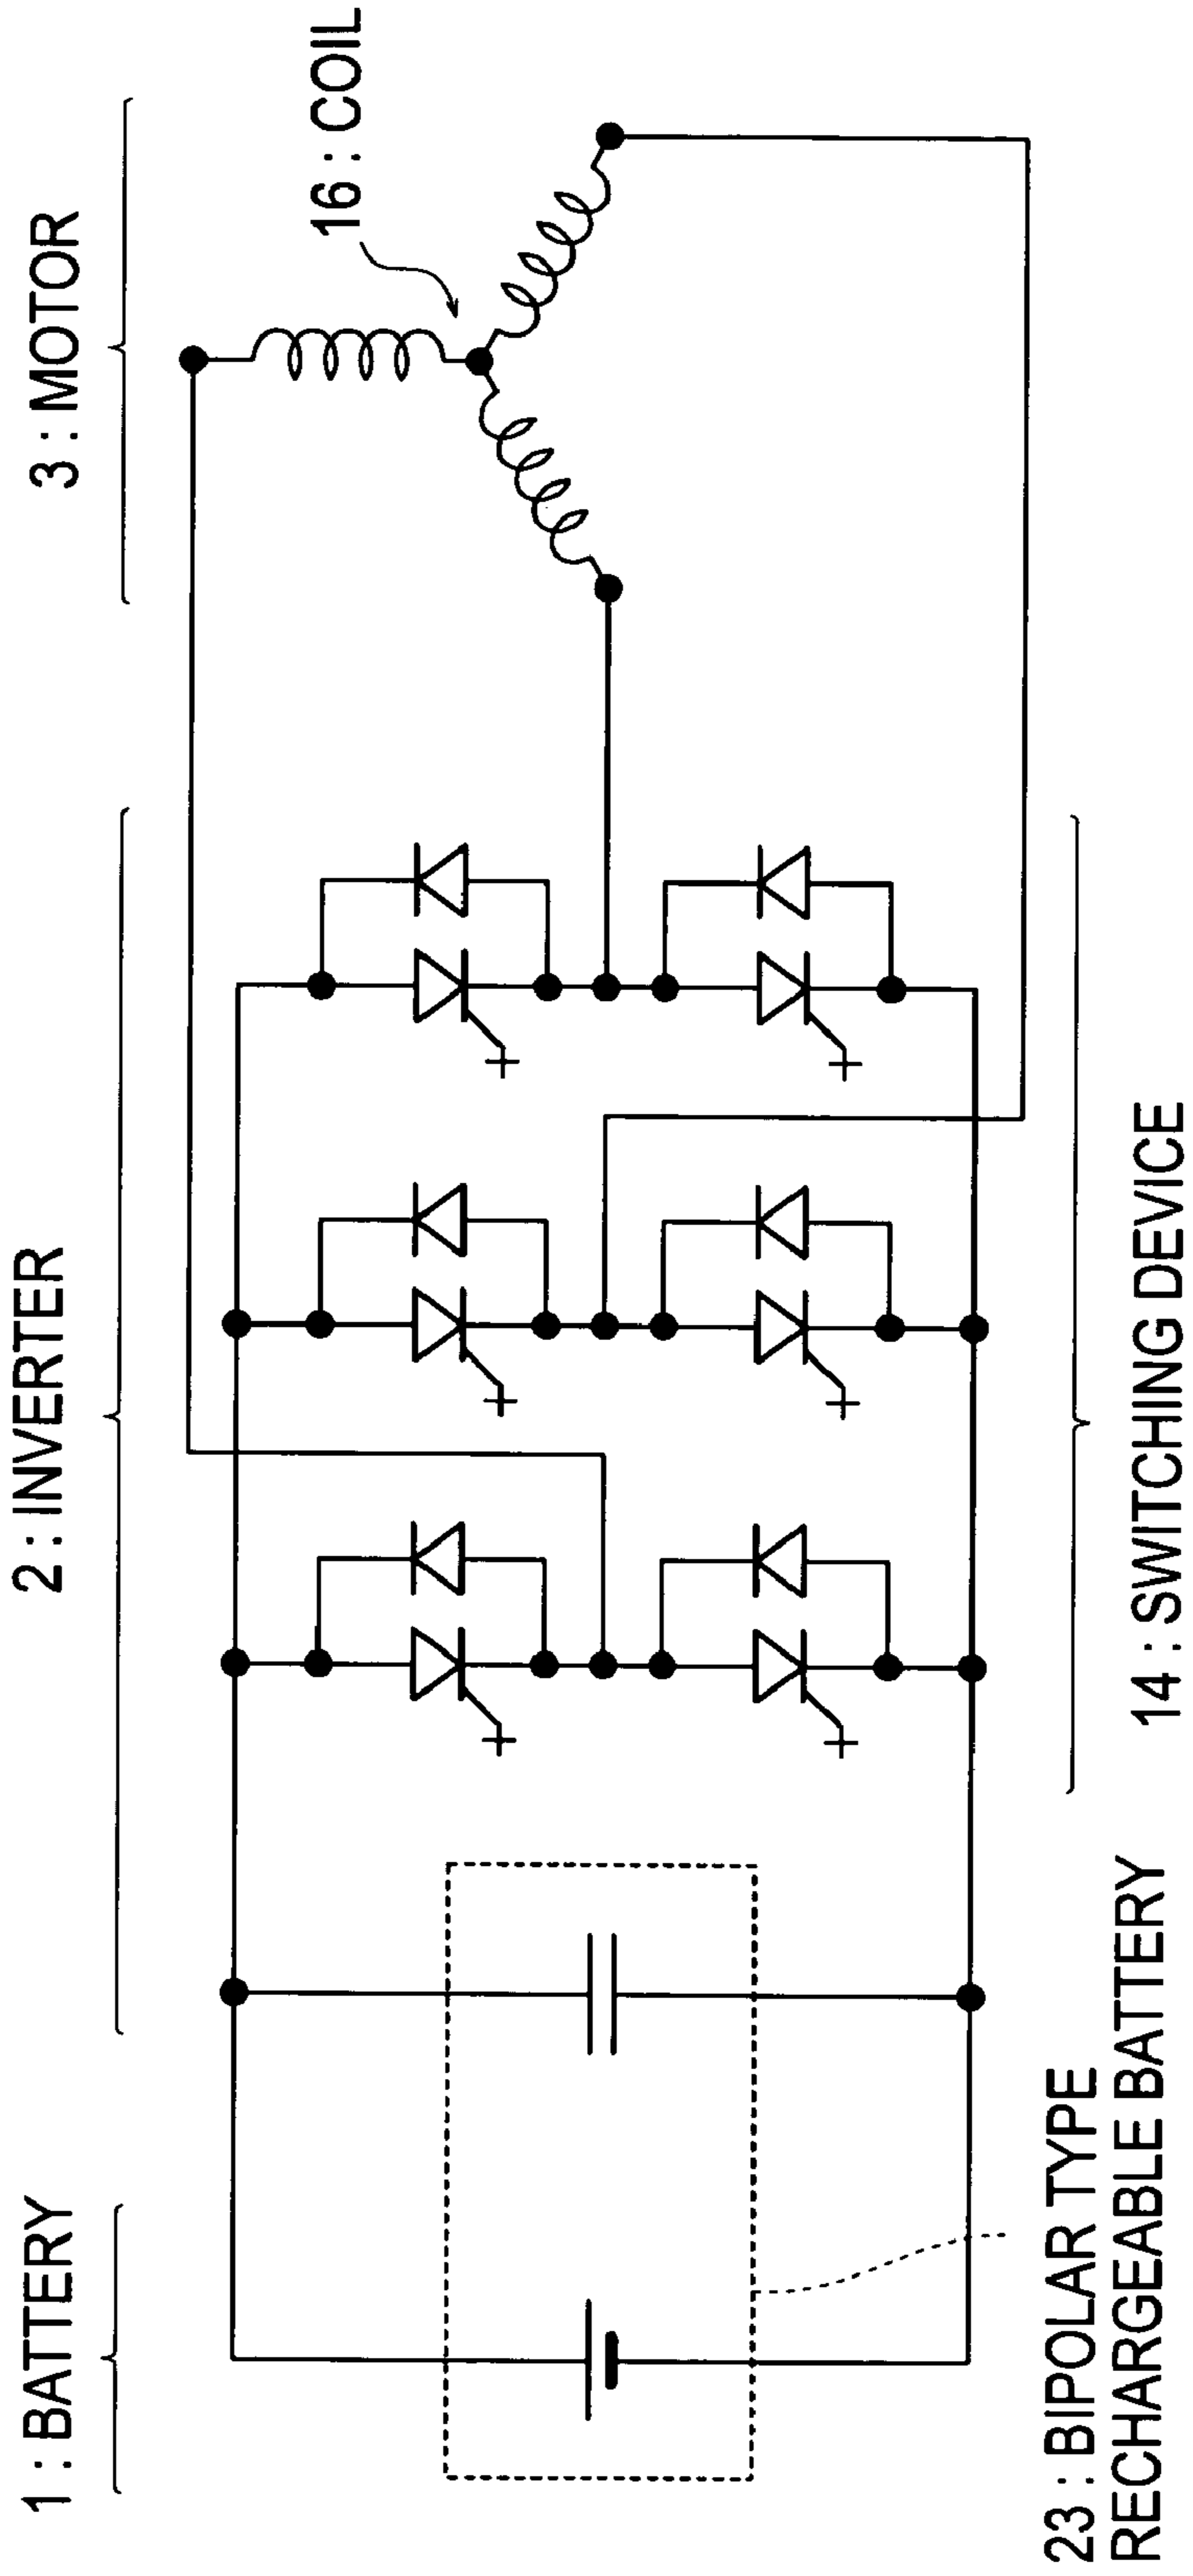 1 : BATTERY
2 : INVERTER
3 : MOTOR
16 : COIL
23 : BIPOLAR TYPE
RECHARGEABLE BATTERY
14 : SWITCHING DEVICE